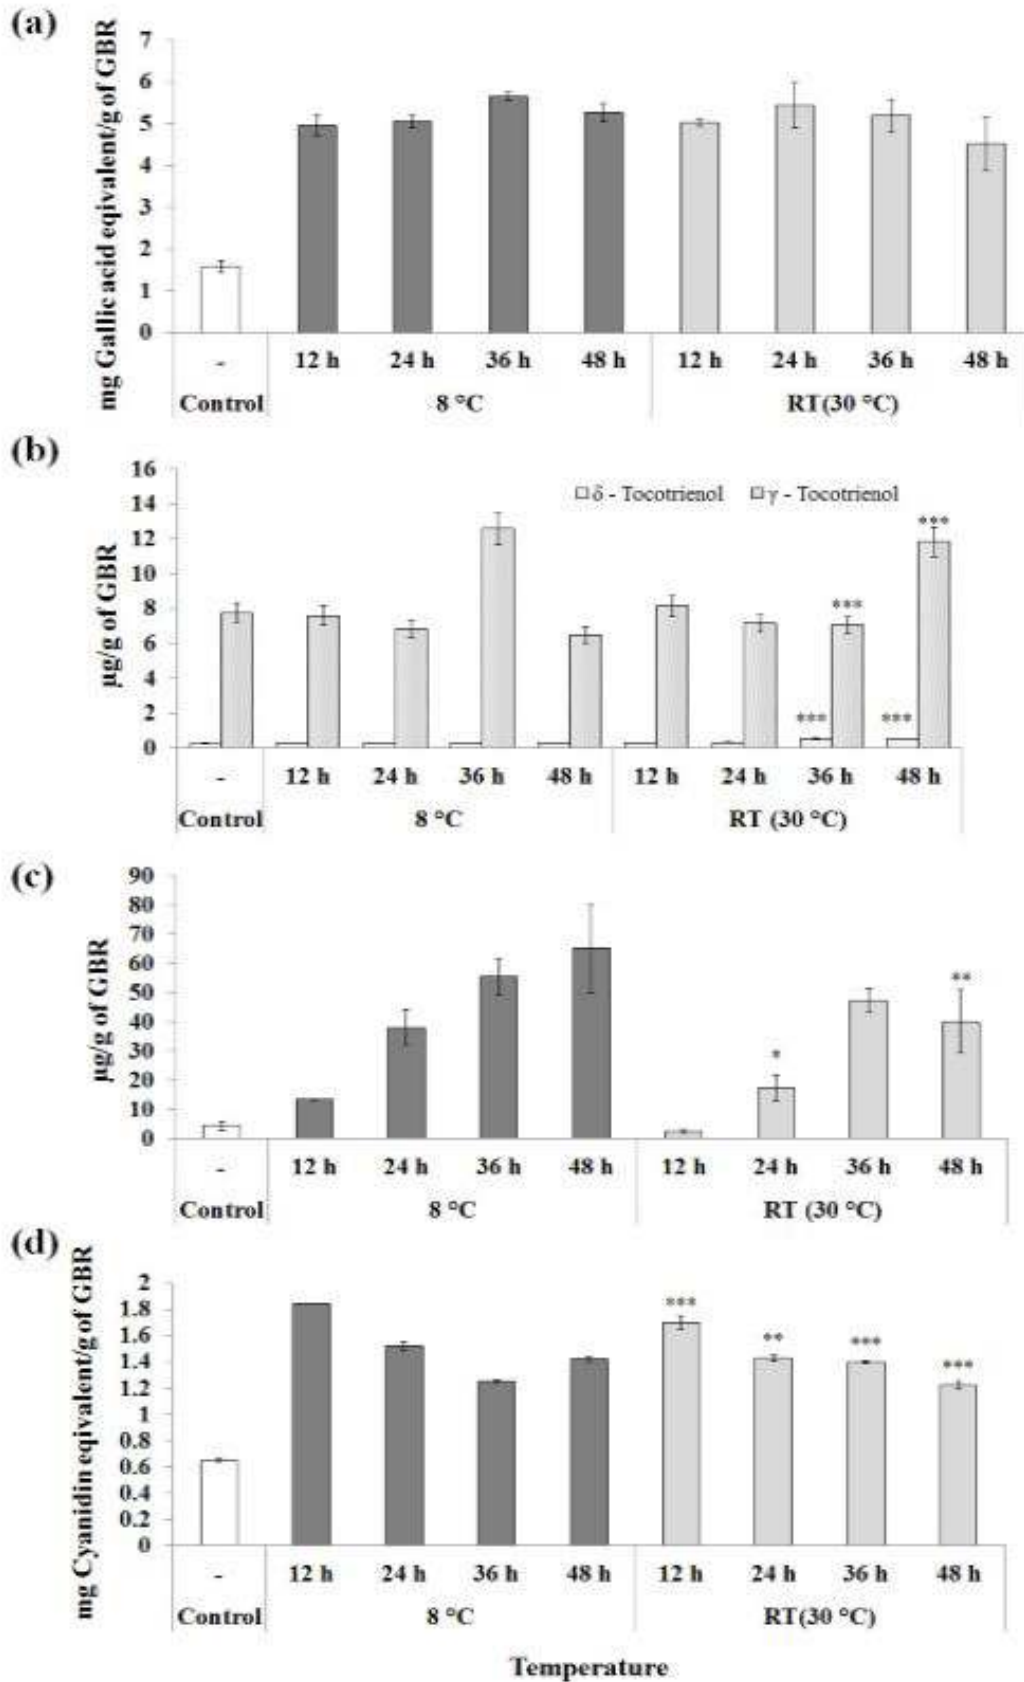 (a)
mg Gallic acid eqivalent/g of GBR
7
6
5
4
3
2
1
0
- 12 h 24 h 36 h 48 h 12 h 24 h 36 h 48 h
Control 8 °C RT(30 °C)
(b)
µg/g of GBR
δ - Tocotrienol γ - Tocotrienol
16
14
12
10
8
6
4
2
0
***
***
*** ***
- 12 h 24 h 36 h 48 h 12 h 24 h 36 h 48 h
Control 8 °C RT (30 °C)
(c)
µg/g of GBR
90
80
70
60
50
40
30
20
10
0
**
*
- 12 h 24 h 36 h 48 h 12 h 24 h 36 h 48 h
Control 8 °C RT (30 °C)
(d)
mg Cyanidin eqivalent/g of GBR
2
1.8
1.6
1.4
1.2
1
0.8
0.6
0.4
0.2
0
*** ** *** ***
- 12 h 24 h 36 h 48 h 12 h 24 h 36 h 48 h
Control 8 °C RT(30 °C)
Temperature